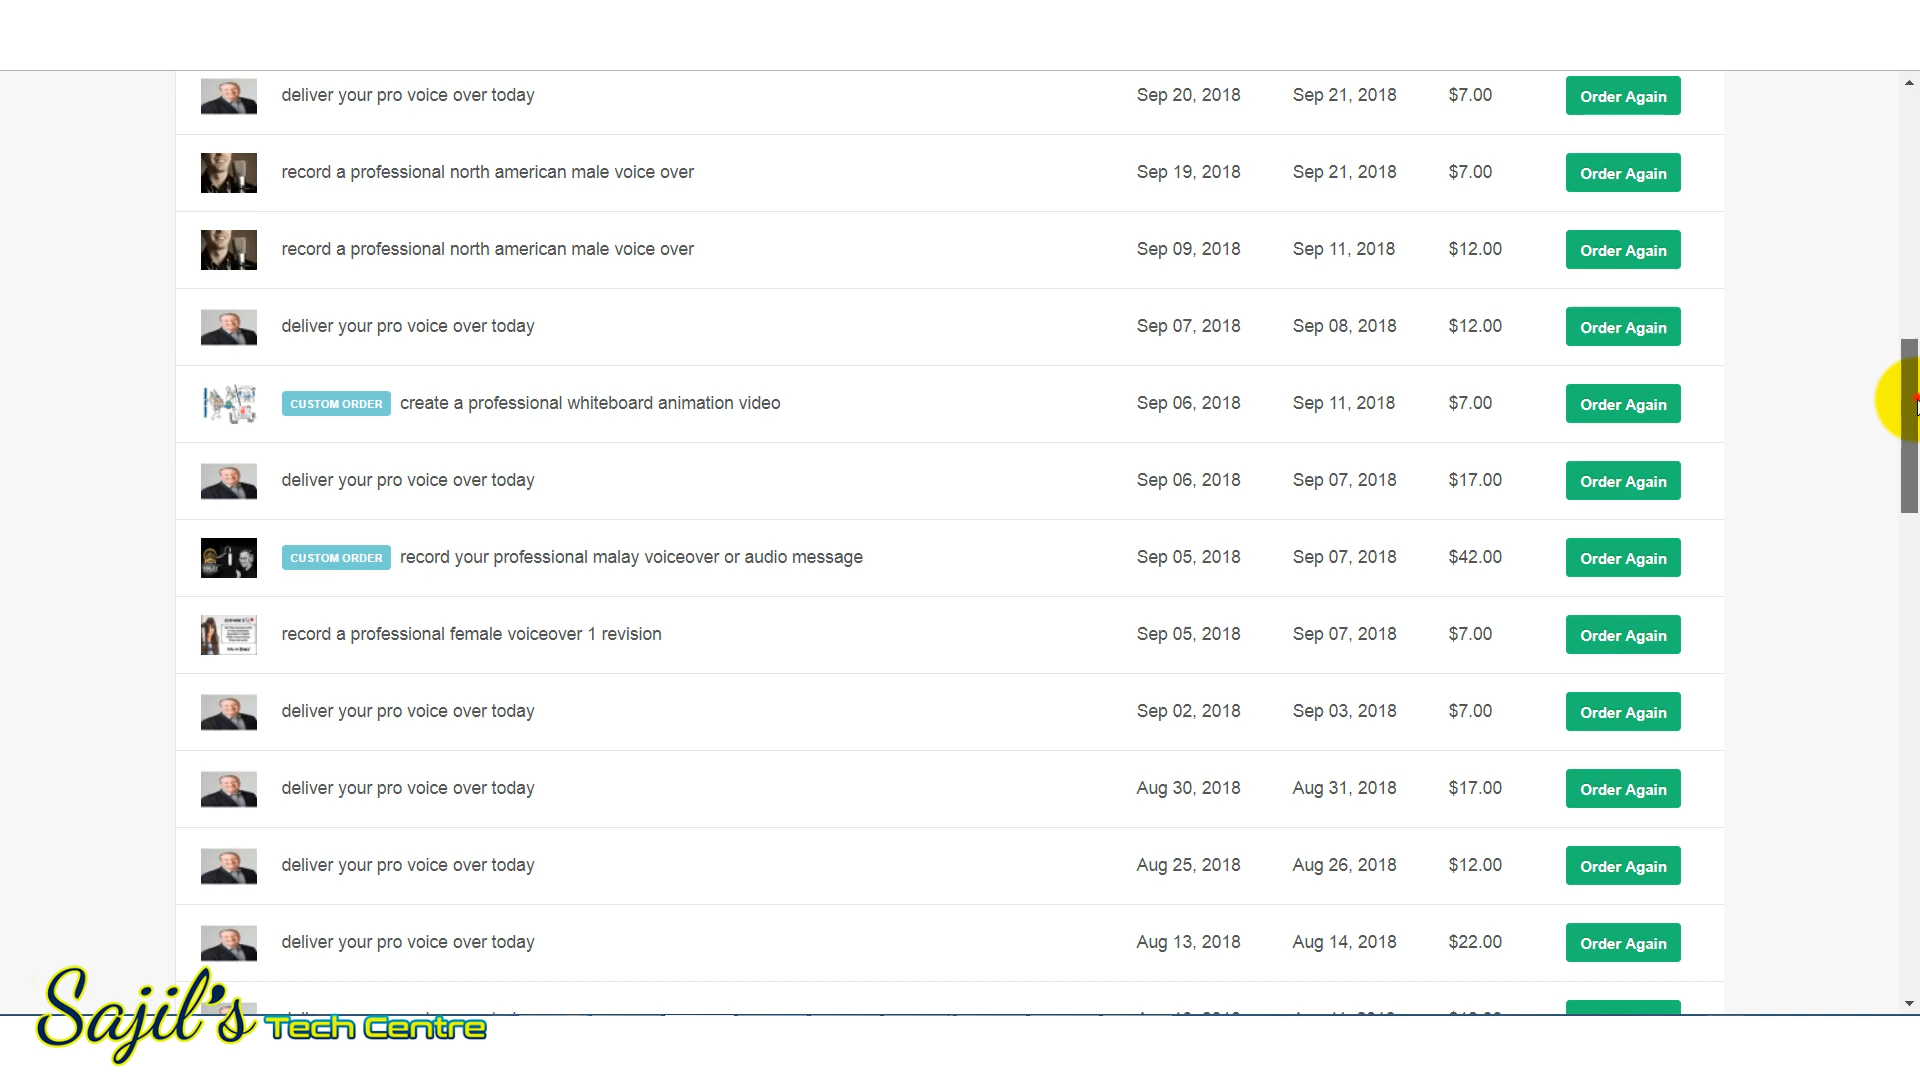 deliver your pro voice over today Sep 20, 2018 Sep 21, 2018 $7.00 Order Again
record a professional north american male voice over Sep 19, 2018 Sep 21, 2018 $7.00 Order Again
record a professional north american male voice over Sep 09, 2018 Sep 11, 2018 $12.00 Order Again
deliver your pro voice over today Sep 07, 2018 Sep 08, 2018 $12.00 Order Again
CUSTOM ORDER create a professional whiteboard animation video Sep 06, 2018 Sep 11, 2018 $7.00 Order Again
deliver your pro voice over today Sep 06, 2018 Sep 07, 2018 $17.00 Order Again
CUSTOM ORDER record your professional malay voiceover or audio message Sep 05, 2018 Sep 07, 2018 $42.00 Order Again
record a professional female voiceover 1 revision Sep 05, 2018 Sep 07, 2018 $7.00 Order Again
deliver your pro voice over today Sep 02, 2018 Sep 03, 2018 $7.00 Order Again
deliver your pro voice over today Aug 30, 2018 Aug 31, 2018 $17.00 Order Again
deliver your pro voice over today Aug 25, 2018 Aug 26, 2018 $12.00 Order Again
deliver your pro voice over today Aug 13, 2018 Aug 14, 2018 $22.00 Order Again
Sajil's Tech Centre